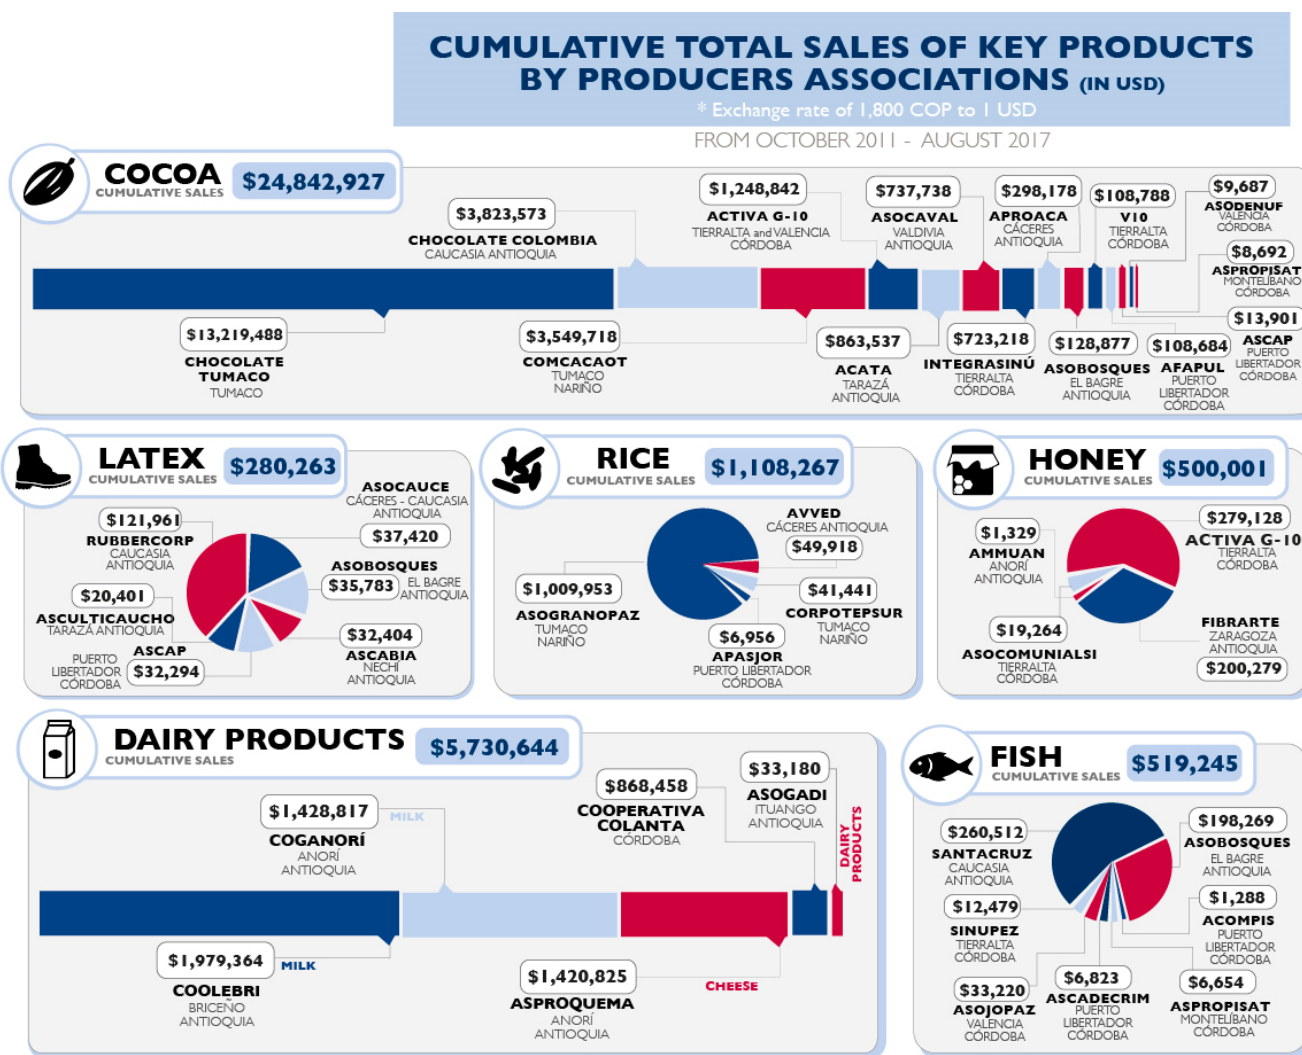 CUMULATIVE TOTAL SALES OF KEY PRODUCTS
BY PRODUCERS ASSOCIATIONS (IN USD)
* Exchange rate of 1,800 COP to 1 USD
FROM OCTOBER 2011 - AUGUST 2017
COCOA
CUMULATIVE SALES
$24,842,927
$3,823,573
CHOCOLATE COLOMBIA
CAUCASIA ANTIOQUIA
$1,248,842
ACTIVA G-10
TIERRALTA and VALENCIA
CÓRDOBA
$737,738
ASOCAVAL
VALDIVIA
ANTIOQUIA
$298,178
APROACA
CÁCERES
ANTIOQUIA
$108,788
V10
TIERRALTA
CÓRDOBA
$9,687
ASODENUF
VALENCIA
CÓRDOBA
$8,692
ASPROPISAT
MONTELÍBANO
CÓRDOBA
$13,219,488
CHOCOLATE
TUMACO
TUMACO
$3,549,718
COMCACAOT
TUMACO
NARIÑO
$863,537
ACATA
TARAZÁ
ANTIOQUIA
$723,218
INTEGRASINÚ
TIERRALTA
CÓRDOBA
$128,877
ASOBOSQUES
EL BAGRE
ANTIOQUIA
$108,684
AFAPUL
PUERTO
LIBERTADOR
CÓRDOBA
$13,901
ASCAP
PUERTO
LIBERTADOR
CÓRDOBA
LATEX
CUMULATIVE SALES
$280,263
ASOCAUCE
CÁCERES - CAUCASIA
ANTIOQUIA
$37,420
$121,961
RUBBERCORP
CAUCASIA
ANTIOQUIA
ASOBOSQUES
$35,783
EL BAGRE
ANTIOQUIA
$20,401
ASCULTICAUCHO
TARAZÁ ANTIOQUIA
$32,404
ASCABIA
NECHÍ
ANTIOQUIA
ASCAP
PUERTO
LIBERTADOR
CÓRDOBA
$32,294
RICE
CUMULATIVE SALES
$1,108,267
AVVED
CÁCERES ANTIOQUIA
$49,918
$1,009,953
ASOGRANOPAZ
TUMACO
NARIÑO
$41,441
CORPOTEPSUR
TUMACO
NARIÑO
$6,956
APASJOR
PUERTO LIBERTADOR
CÓRDOBA
HONEY
CUMULATIVE SALES
$500,001
$279,128
ACTIVA G-10
TIERRALTA
CÓRDOBA
$1,329
AMMUAN
ANORÍ
ANTIOQUIA
$19,264
ASOCOMUNIALSI
TIERRALTA
CÓRDOBA
FIBRARTE
ZARAGOZA
ANTIOQUIA
$200,279
DAIRY PRODUCTS
CUMULATIVE SALES
$5,730,644
$1,428,817
MILK
COGANORÍ
ANORÍ
ANTIOQUIA
$868,458
COOPERATIVA
COLANTA
CÓRDOBA
$33,180
ASOGADI
ITUANGO
ANTIOQUIA
DAIRY
PRODUCTS
$1,979,364
MILK
COOLEBRI
BRICEÑO
ANTIOQUIA
$1,420,825
CHEESE
ASPROQUEMA
ANORÍ
ANTIOQUIA
FISH
CUMULATIVE SALES
$519,245
$260,512
SANTACRUZ
CAUCASIA
ANTIOQUIA
$198,269
ASOBOSQUES
EL BAGRE
ANTIOQUIA
$12,479
SINUPEZ
TIERRALTA
CÓRDOBA
$1,288
ACOMPIS
PUERTO
LIBERTADOR
CÓRDOBA
$33,220
ASOJOPAZ
VALENCIA
CÓRDOBA
$6,823
ASCADECRIM
PUERTO
LIBERTADOR
CÓRDOBA
$6,654
ASPROPISAT
MONTELÍBANO
CÓRDOBA